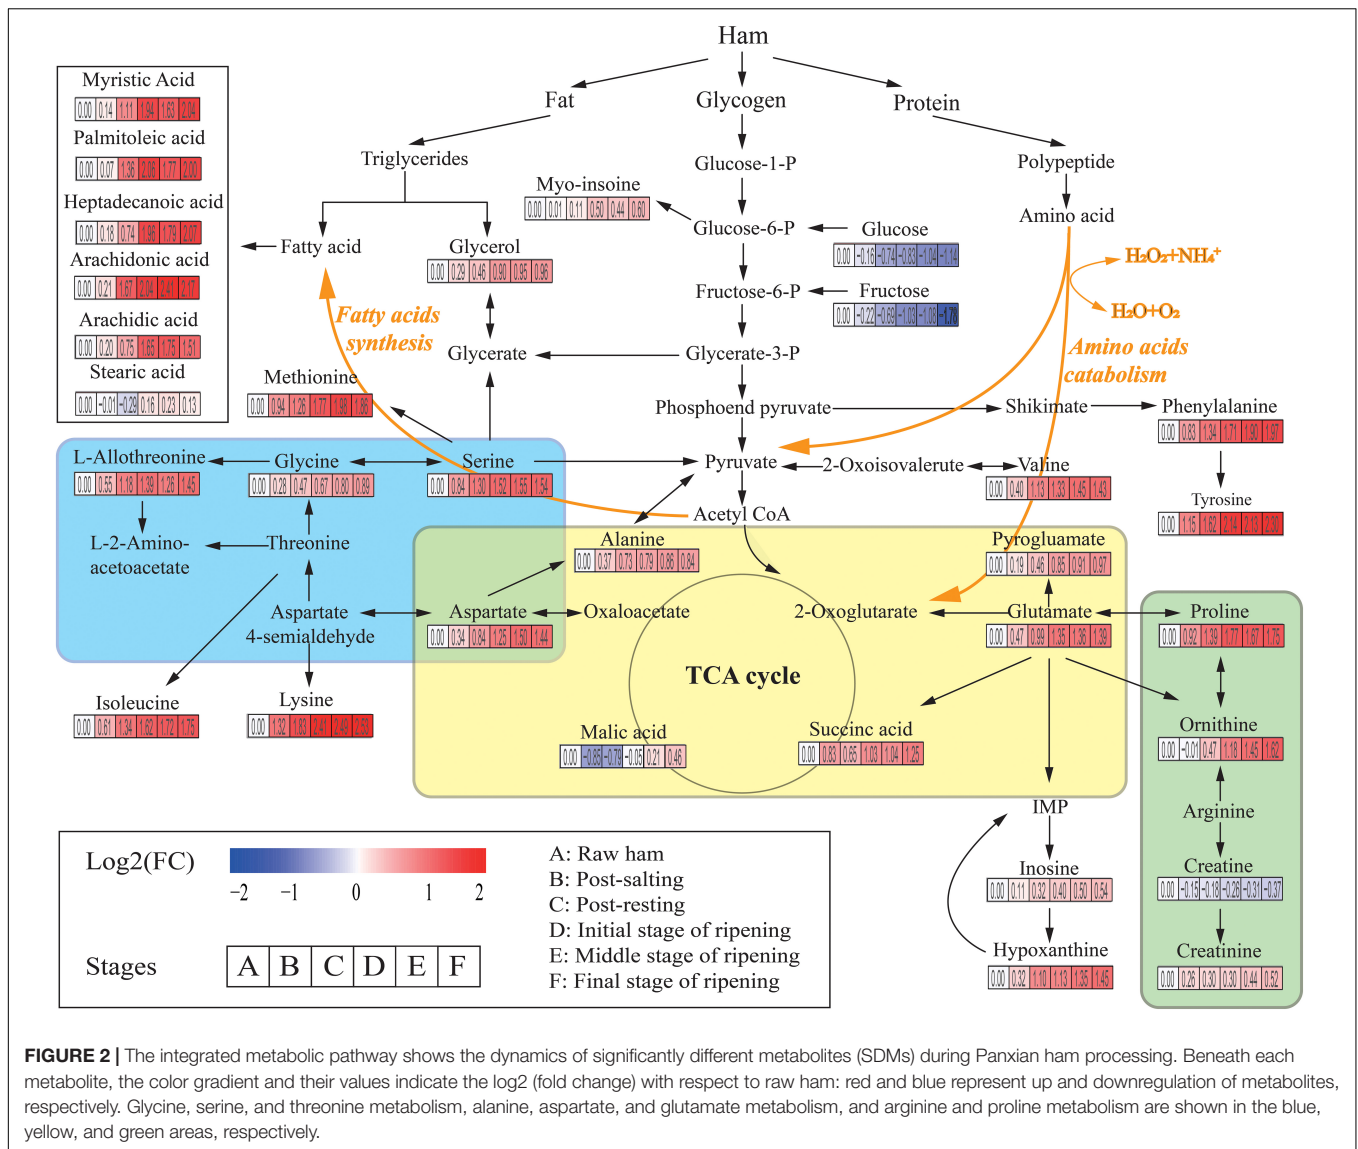 Ham
Fat
Glycogen
Protein
Myristic Acid
0.00 0.14 1.11 1.94 1.63 2.04
Palmitoleic acid
0.00 0.07 1.36 2.06 1.77 2.00
Heptadecanoic acid
0.00 0.18 0.74 1.96 1.79 2.07
Arachidonic acid
0.00 0.21 1.67 2.04 2.41 2.17
Arachidic acid
0.00 0.20 0.75 1.65 1.75 1.51
Stearic acid
0.00 −0.01 −0.29 0.16 0.23 0.13
Triglycerides
Glucose-1-P
Polypeptide
Myo-insoine
0.00 0.01 0.11 0.50 0.44 0.60
Glucose-6-P
Glucose
0.00 −0.16 −0.74 −0.83 −1.04 −1.14
Amino acid
Fatty acid
Glycerol
0.00 0.29 0.46 0.90 0.95 0.96
H₂O₂+NH₄⁺
H₂O+O₂
Fructose-6-P
Fructose
0.00 −0.22 −0.69 −1.03 −1.08 −1.78
Fatty acids
synthesis
Amino acids
catabolism
Glycerate
Glycerate-3-P
Methionine
0.00 0.94 1.26 1.77 1.98 1.86
Phosphoend pyruvate
Shikimate
Phenylalanine
0.00 0.83 1.34 1.71 1.90 1.97
L-Allothreonine
0.00 0.55 1.18 1.39 1.26 1.45
Glycine
0.00 0.28 0.47 0.67 0.80 0.89
Serine
0.00 0.84 1.30 1.52 1.55 1.54
Pyruvate
2-Oxoisovalerute
Valine
0.00 0.40 1.13 1.33 1.45 1.43
Tyrosine
0.00 1.15 1.62 2.14 2.13 2.30
Acetyl CoA
L-2-Amino-
acetoacetate
Threonine
Alanine
0.00 0.37 0.73 0.79 0.86 0.84
Pyrogluamate
0.00 0.19 0.46 0.85 0.91 0.97
Aspartate
4-semialdehyde
Aspartate
0.00 0.34 0.84 1.25 1.50 1.44
Oxaloacetate
2-Oxoglutarate
Glutamate
0.00 0.47 0.99 1.35 1.36 1.39
Proline
0.00 0.92 1.39 1.77 1.67 1.75
TCA cycle
Isoleucine
0.00 0.61 1.34 1.62 1.72 1.75
Lysine
0.00 1.32 1.83 2.41 2.49 2.53
Malic acid
0.00 −0.85 −0.79 −0.05 0.21 0.46
Succinc acid
0.00 0.83 0.65 1.03 1.04 1.25
Ornithine
0.00 −0.01 0.47 1.18 1.45 1.62
IMP
Arginine
Inosine
0.00 0.11 0.32 0.40 0.50 0.54
Creatine
0.00 −0.15 −0.18 −0.26 −0.31 −0.37
Hypoxanthine
0.00 0.32 1.10 1.13 1.35 1.45
Creatinine
0.00 0.26 0.30 0.30 0.44 0.52
Log2(FC)
−2 −1 0 1 2
Stages
A B C D E F
A: Raw ham
B: Post-salting
C: Post-resting
D: Initial stage of ripening
E: Middle stage of ripening
F: Final stage of ripening
FIGURE 2 | The integrated metabolic pathway shows the dynamics of significantly different metabolites (SDMs) during Panxian ham processing. Beneath each
metabolite, the color gradient and their values indicate the log2 (fold change) with respect to raw ham: red and blue represent up and downregulation of metabolites,
respectively. Glycine, serine, and threonine metabolism, alanine, aspartate, and glutamate metabolism, and arginine and proline metabolism are shown in the blue,
yellow, and green areas, respectively.